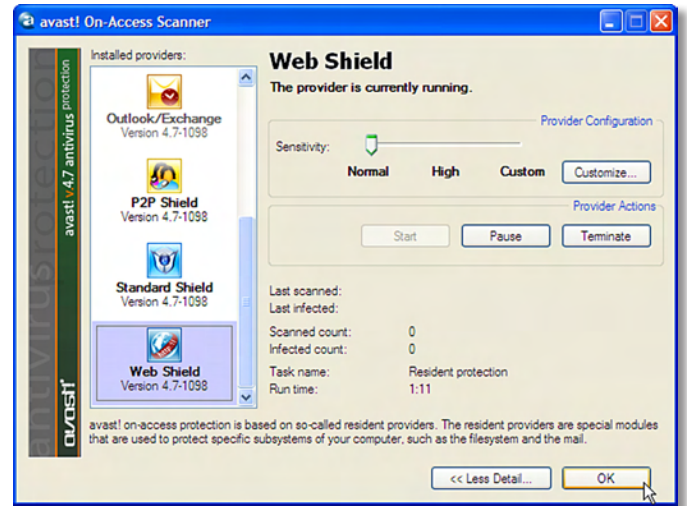 avast! On-Access Scanner
antivirusprotection
avast! v.4.7 antivirus protection
avast!
Installed providers:
Outlook/Exchange
Version 4.7-1098
P2P Shield
Version 4.7-1098
Standard Shield
Version 4.7-1098
Web Shield
Version 4.7-1098
Web Shield
The provider is currently running.
Provider Configuration
Sensitivity:
Normal High Custom Customize...
Provider Actions
Start Pause Terminate
Last scanned:
Last infected:
Scanned count: 0
Infected count: 0
Task name: Resident protection
Run time: 1:11
avast! on-access protection is based on so-called resident providers. The resident providers are special modules
that are used to protect specific subsystems of your computer, such as the filesystem and the mail.
<< Less Detail... OK